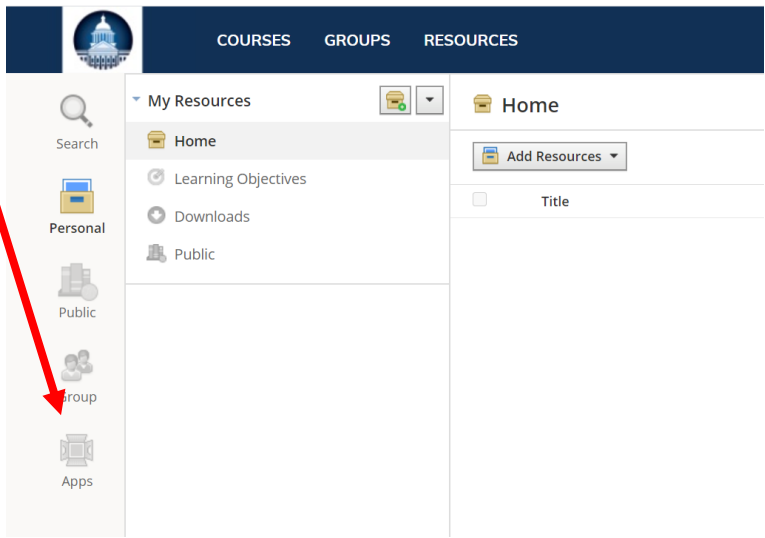 COURSES GROUPS RESOURCES
Search
Personal
Public
Group
Apps
My Resources
Home
Learning Objectives
Downloads
Public
Home
Add Resources
Title